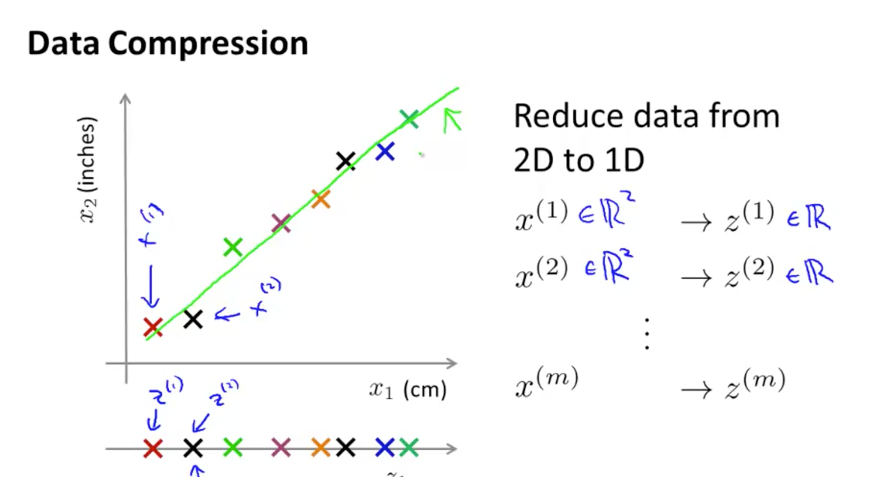 Data Compression
x₂ (inches)
x⁽¹⁾
x⁽²⁾
x₁ (cm)
z⁽¹⁾
z⁽²⁾
Reduce data from
2D to 1D
x⁽¹⁾ ∈ ℝ² → z⁽¹⁾ ∈ ℝ
x⁽²⁾ ∈ ℝ² → z⁽²⁾ ∈ ℝ
⋮
x⁽ᵐ⁾ → z⁽ᵐ⁾